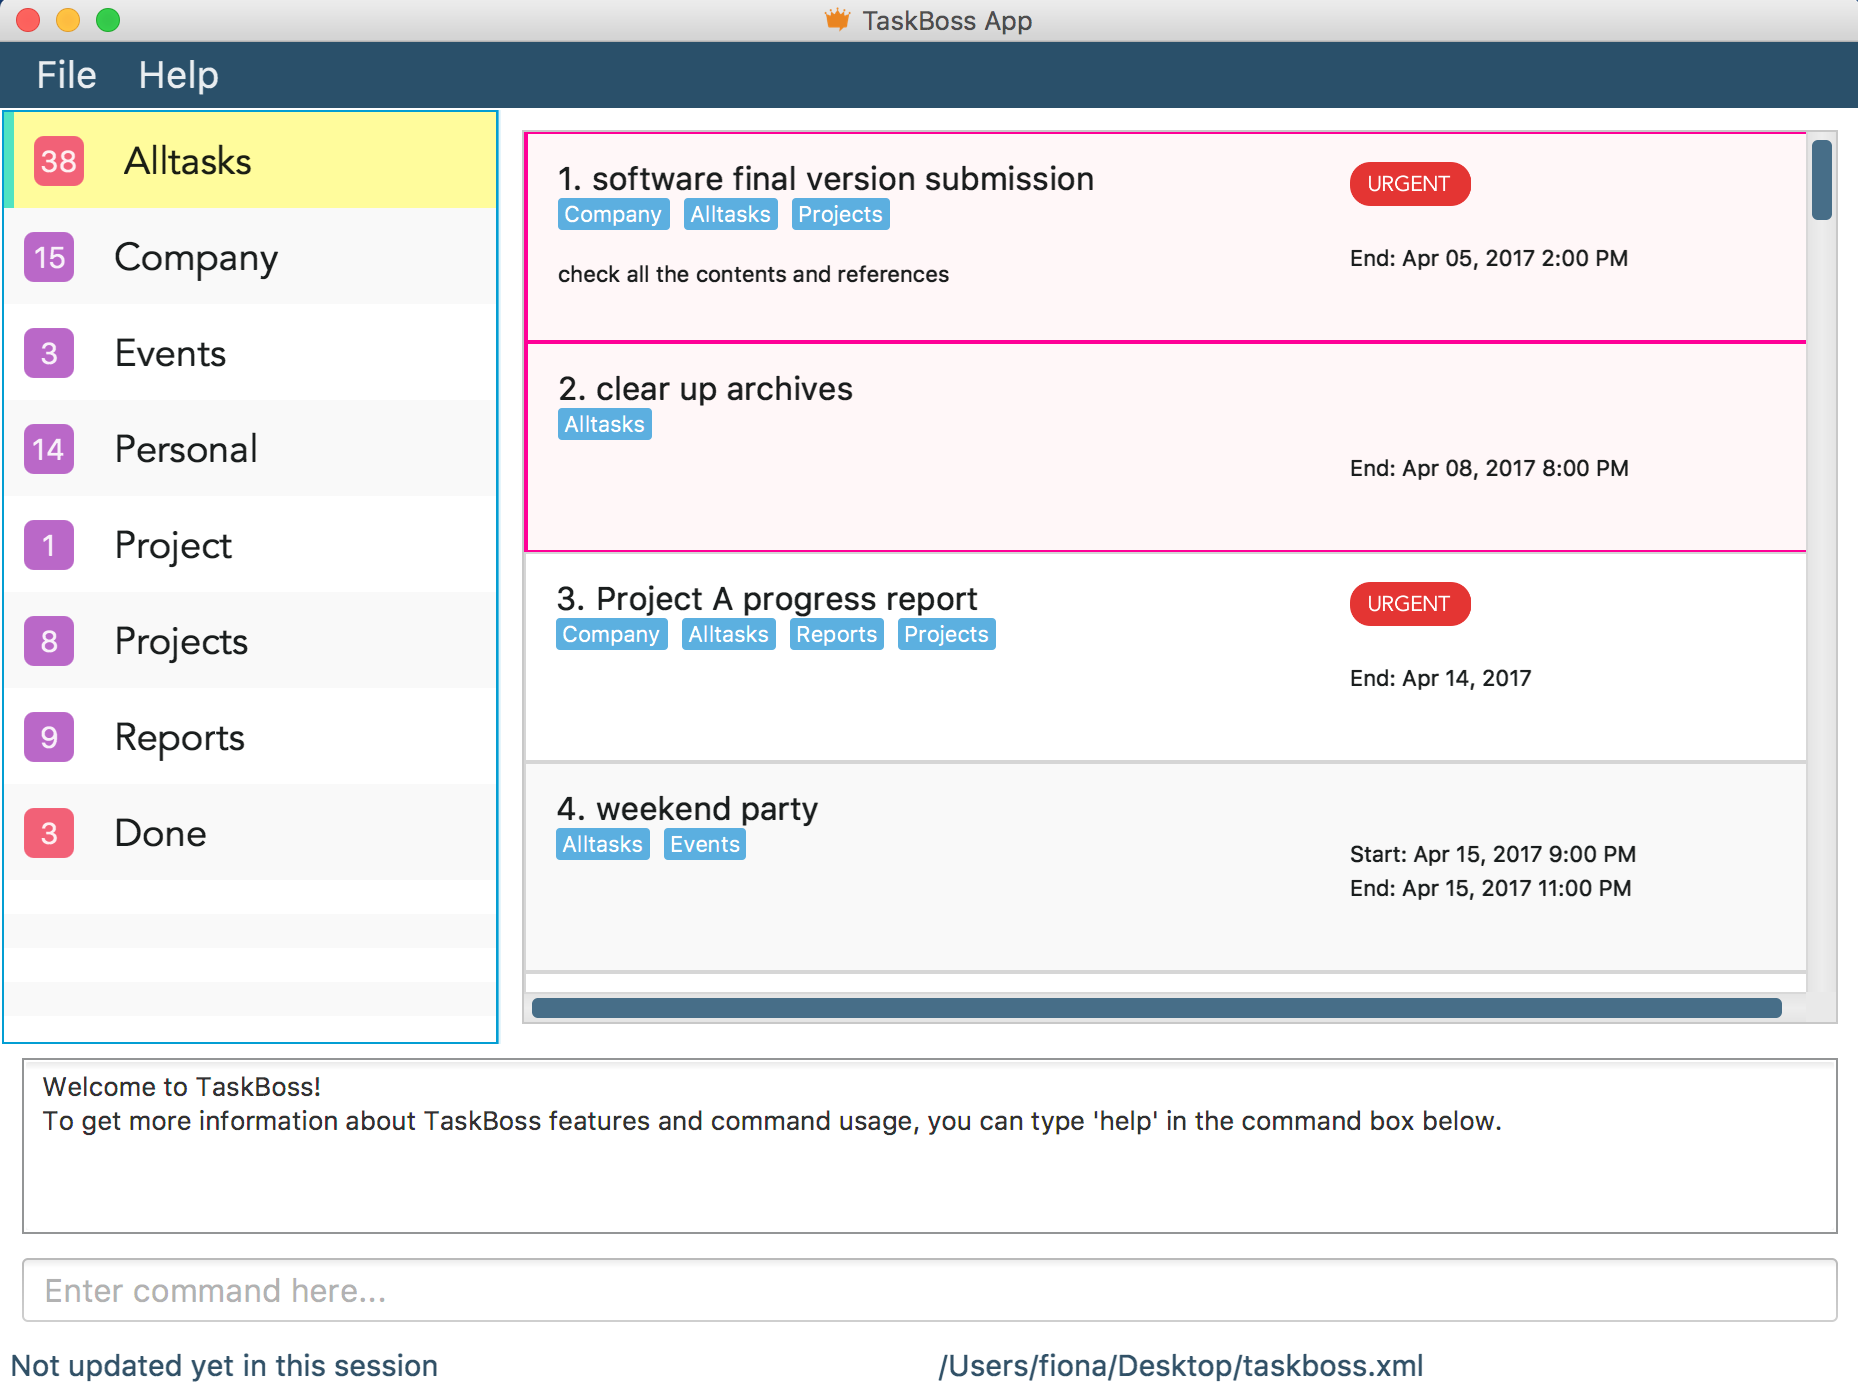 TaskBoss App
File Help
38 Alltasks
15 Company
3 Events
14 Personal
1 Project
8 Projects
9 Reports
3 Done
1. software final version submission
URGENT
Company Alltasks Projects
End: Apr 05, 2017 2:00 PM
check all the contents and references
2. clear up archives
Alltasks
End: Apr 08, 2017 8:00 PM
3. Project A progress report
URGENT
Company Alltasks Reports Projects
End: Apr 14, 2017
4. weekend party
Alltasks Events
Start: Apr 15, 2017 9:00 PM
End: Apr 15, 2017 11:00 PM
Welcome to TaskBoss!
To get more information about TaskBoss features and command usage, you can type 'help' in the command box below.
Enter command here...
Not updated yet in this session
/Users/fiona/Desktop/taskboss.xml